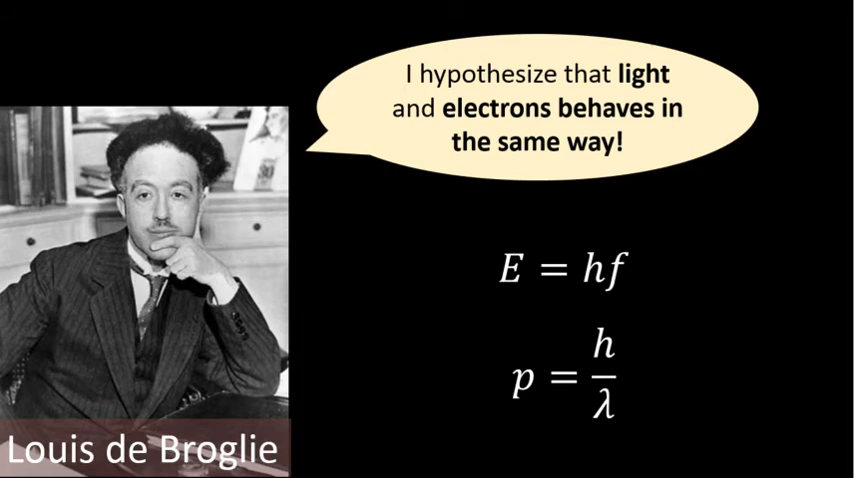 I hypothesize that light
and electrons behaves in
the same way!
E = hf
p = h/λ
Louis de Broglie